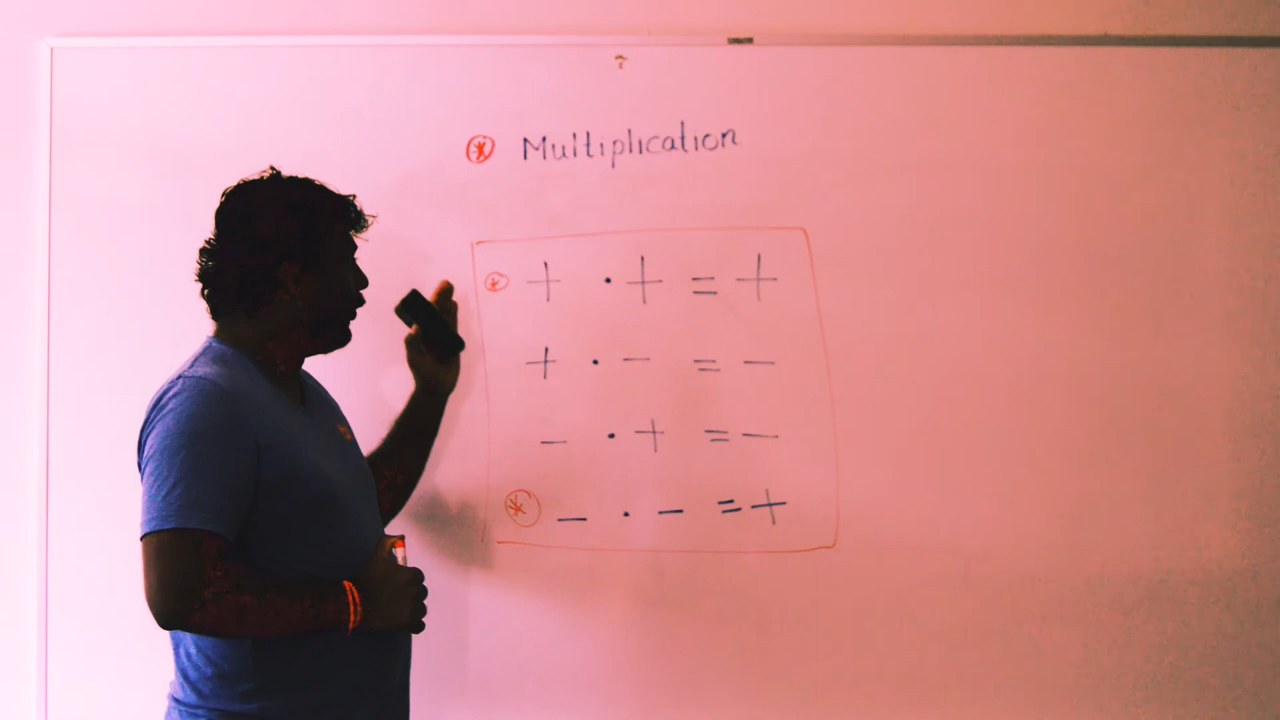 ⊛ Multiplication
⊛ + · + = +
+ · - = -
- · + = -
⊛ - · - = +